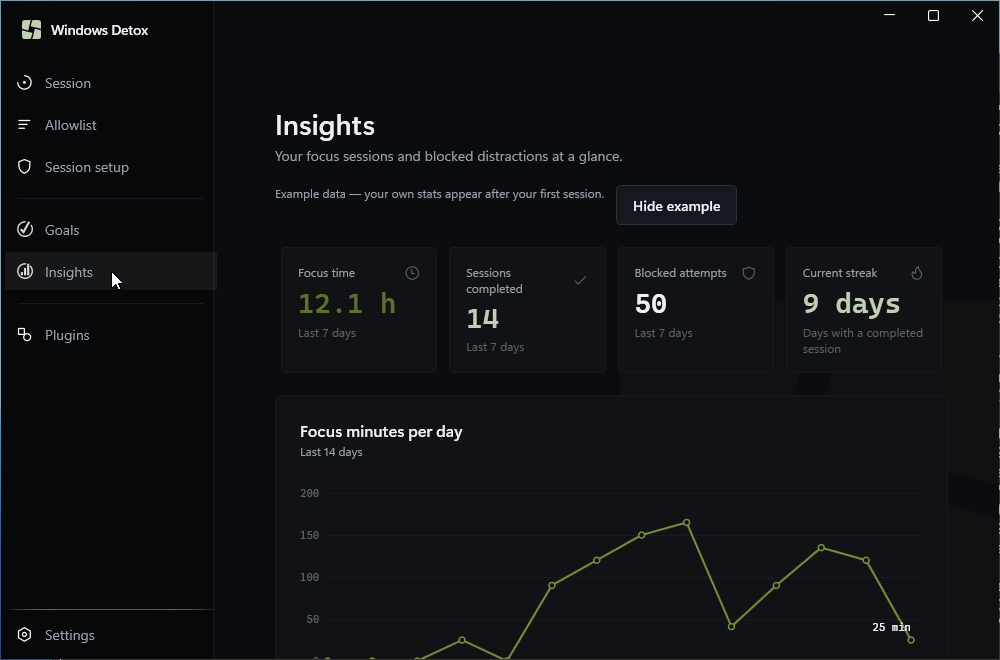 Windows Detox
Session
Allowlist
Session setup
Goals
Insights
Plugins
Settings
Insights
Your focus sessions and blocked distractions at a glance.
Example data — your own stats appear after your first session.
Hide example
Focus time
12.1 h
Last 7 days
Sessions
completed
14
Last 7 days
Blocked attempts
50
Last 7 days
Current streak
9 days
Days with a completed
session
Focus minutes per day
Last 14 days
200
150
100
50
25 min